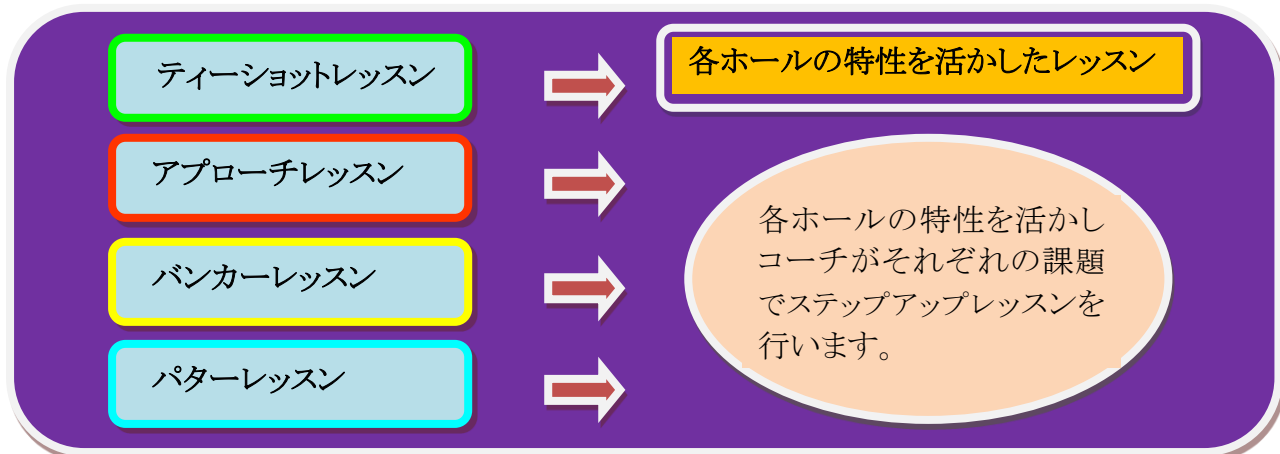 ティーショットレッスン
各ホールの特性を活かしたレッスン
アプローチレッスン
バンカーレッスン
パターレッスン
各ホールの特性を活かし
コーチがそれぞれの課題
でステップアップレッスンを
行います。